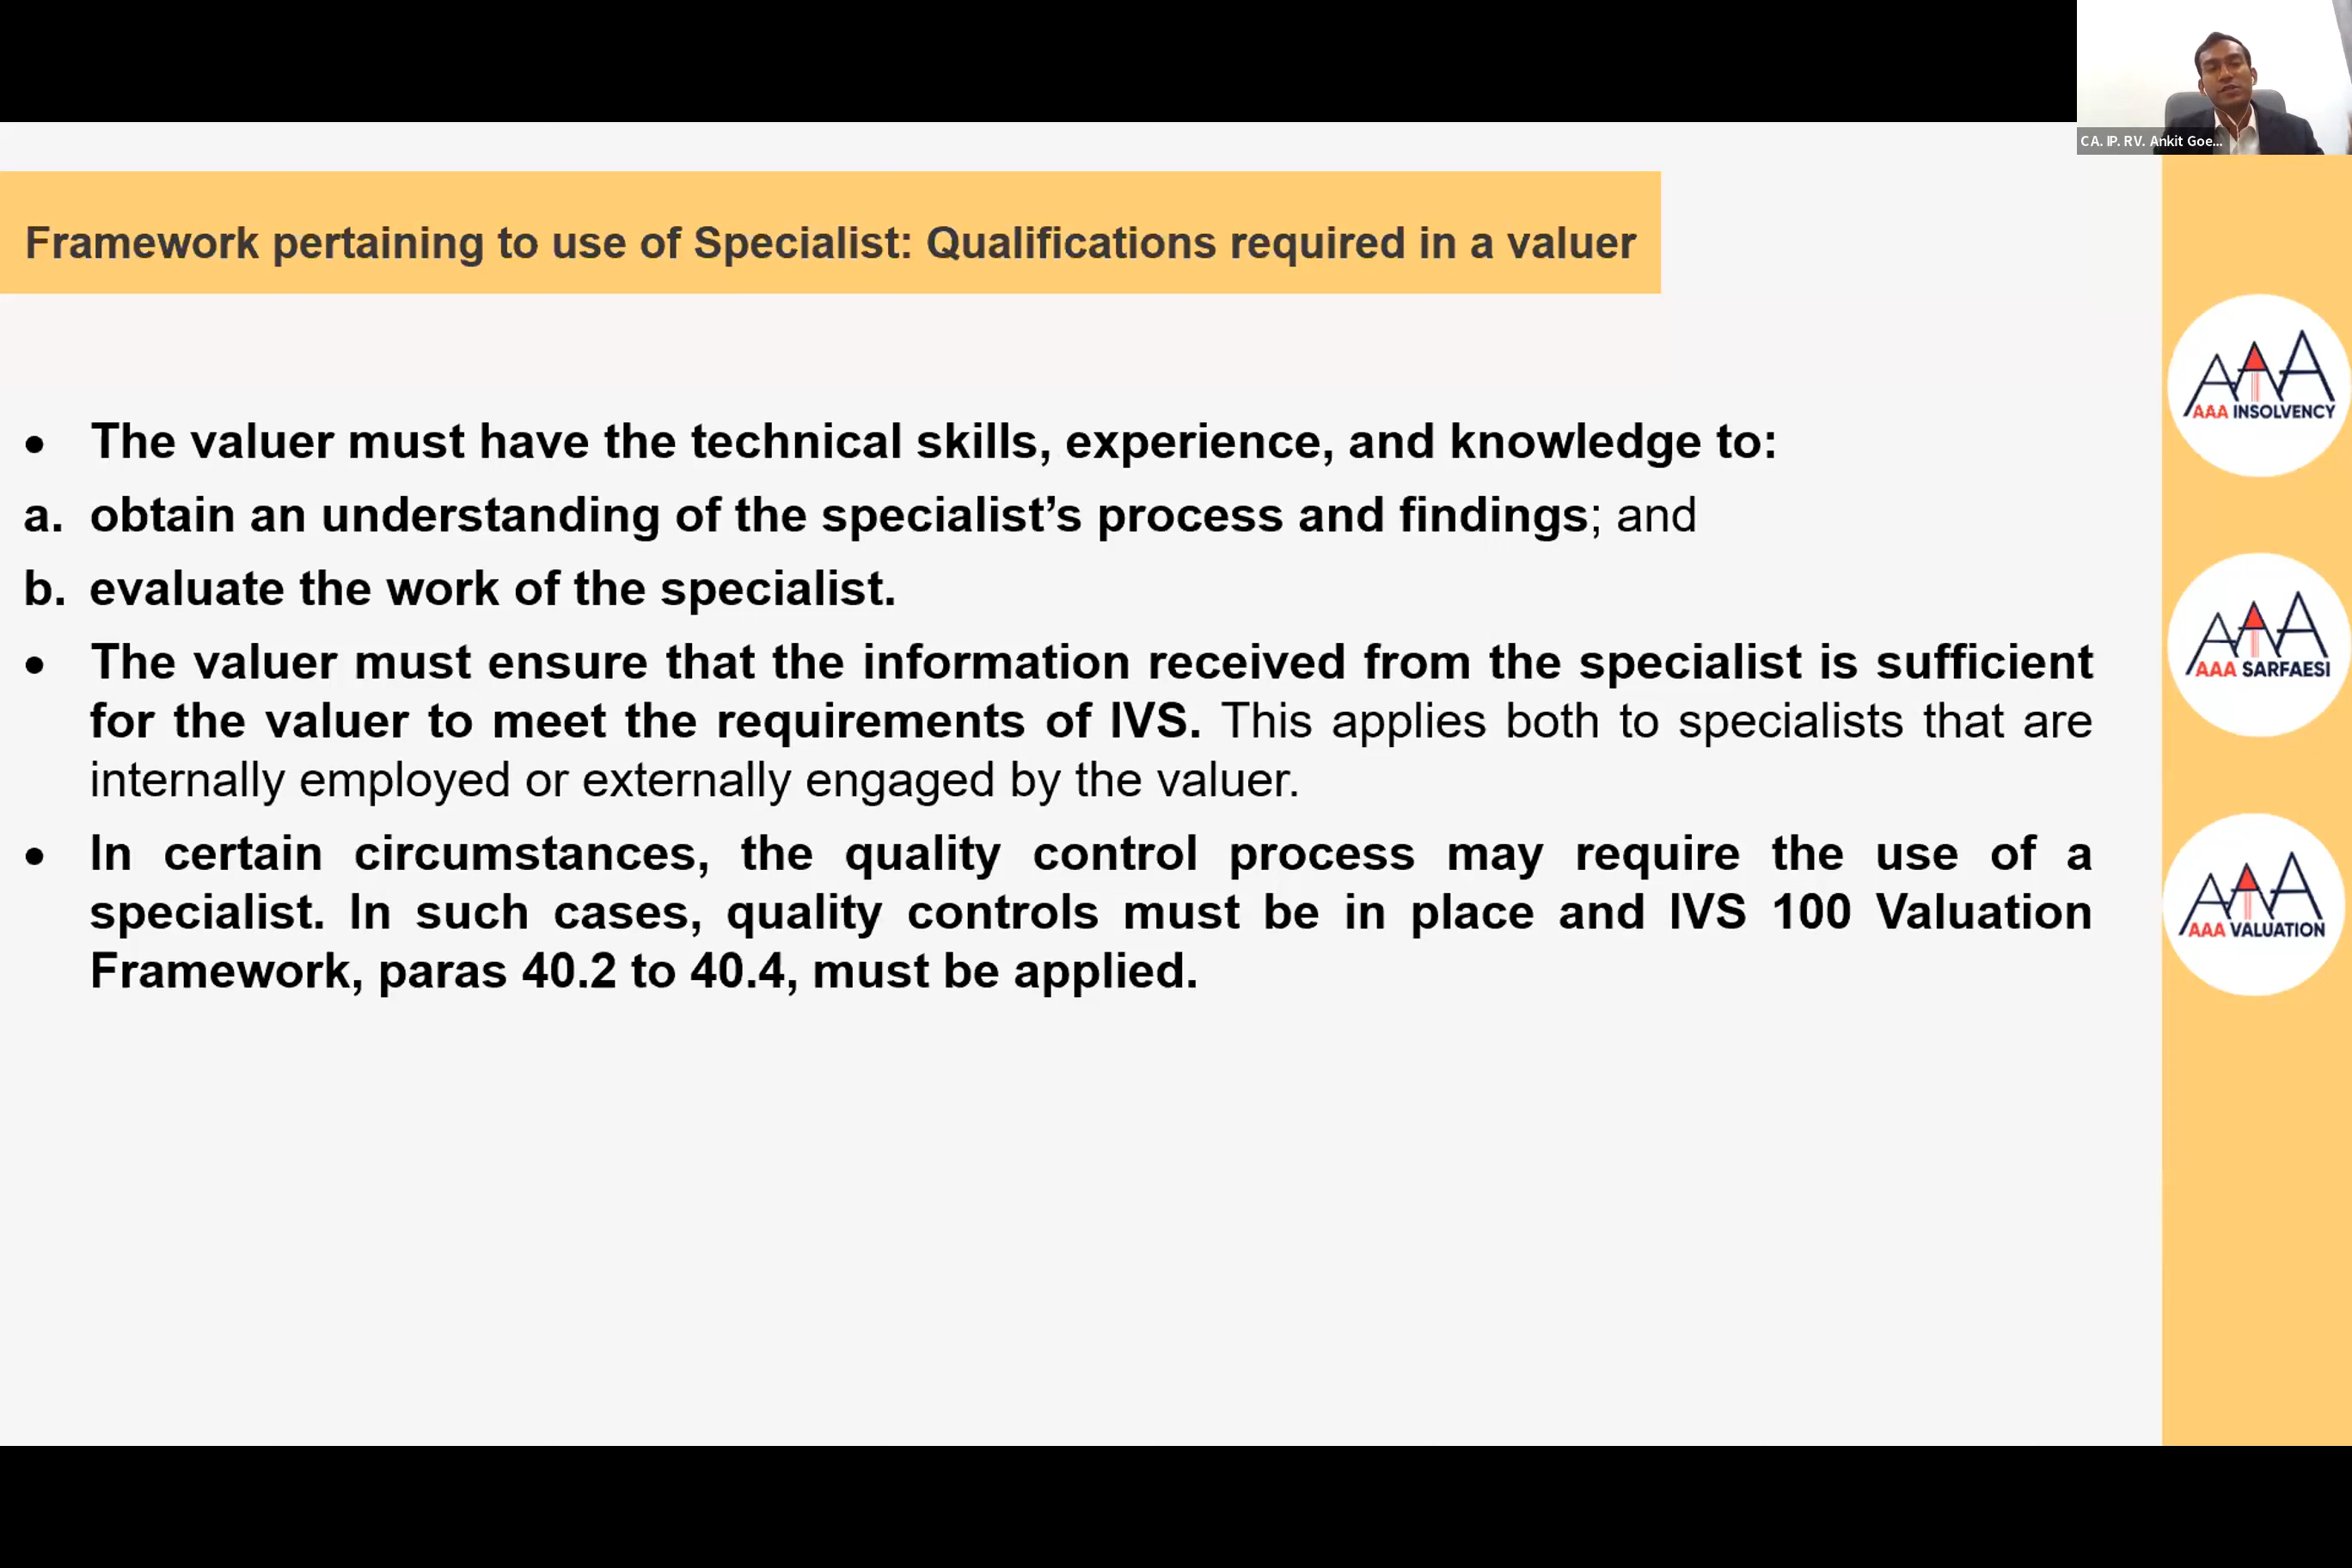 CA. IP. RV. Ankit Goe...
Framework pertaining to use of Specialist: Qualifications required in a valuer
• The valuer must have the technical skills, experience, and knowledge to:
a. obtain an understanding of the specialist’s process and findings; and
b. evaluate the work of the specialist.
• The valuer must ensure that the information received from the specialist is sufficient
for the valuer to meet the requirements of IVS. This applies both to specialists that are
internally employed or externally engaged by the valuer.
• In certain circumstances, the quality control process may require the use of a
specialist. In such cases, quality controls must be in place and IVS 100 Valuation
Framework, paras 40.2 to 40.4, must be applied.
AAA INSOLVENCY
AAA SARFAESI
AAA VALUATION